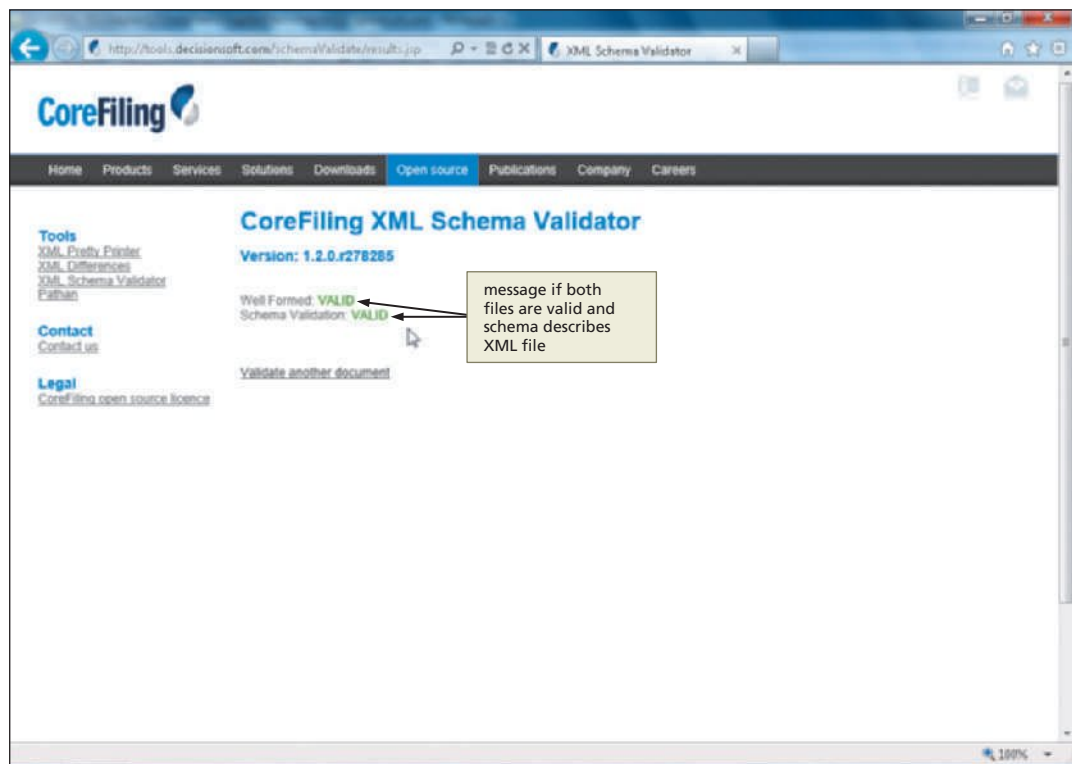 http://tools.decisionsoft.com/schemaValidate/results.jsp
XML Schema Validator
CoreFiling
Home Products Services Solutions Downloads Open source Publications Company Careers
Tools
XML Pretty Printer
XML Differences
XML Schema Validator
Pathan
Contact
Contact us
Legal
CoreFiling open source licence
CoreFiling XML Schema Validator
Version: 1.2.0.r278285
Well Formed: VALID
Schema Validation: VALID
Validate another document
message if both
files are valid and
schema describes
XML file
100%